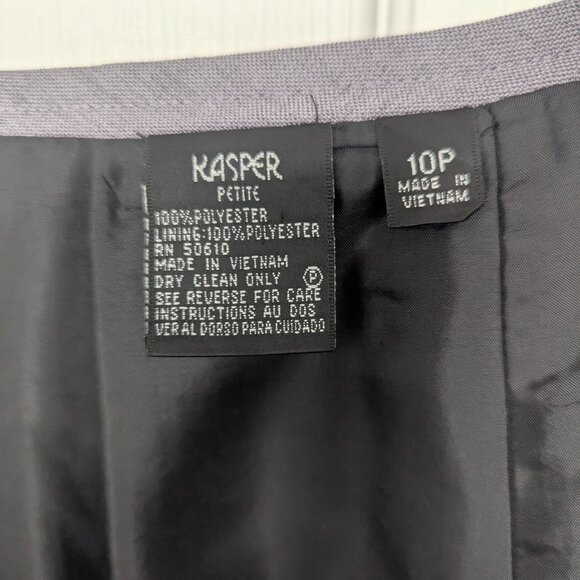 KASPER
PETITE
100%POLYESTER
LINING:100%POLYESTER
RN 50610
MADE IN VIETNAM
DRY CLEAN ONLY Ⓟ
SEE REVERSE FOR CARE
INSTRUCTIONS AU DOS
VER AL DORSO PARA CUIDADO
10P
MADE IN
VIETNAM